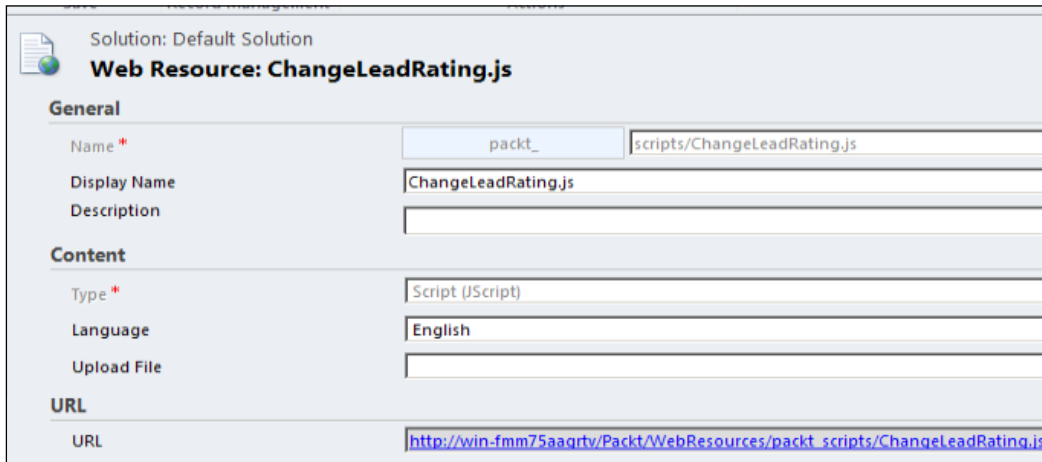 Solution: Default Solution
Web Resource: ChangeLeadRating.js
General
Name * packt_ scripts/ChangeLeadRating.js
Display Name ChangeLeadRating.js
Description
Content
Type * Script (JScript)
Language English
Upload File
URL
URL http://win-fmm75aaqrtv/Packt/WebResources/packt_scripts/ChangeLeadRating.js